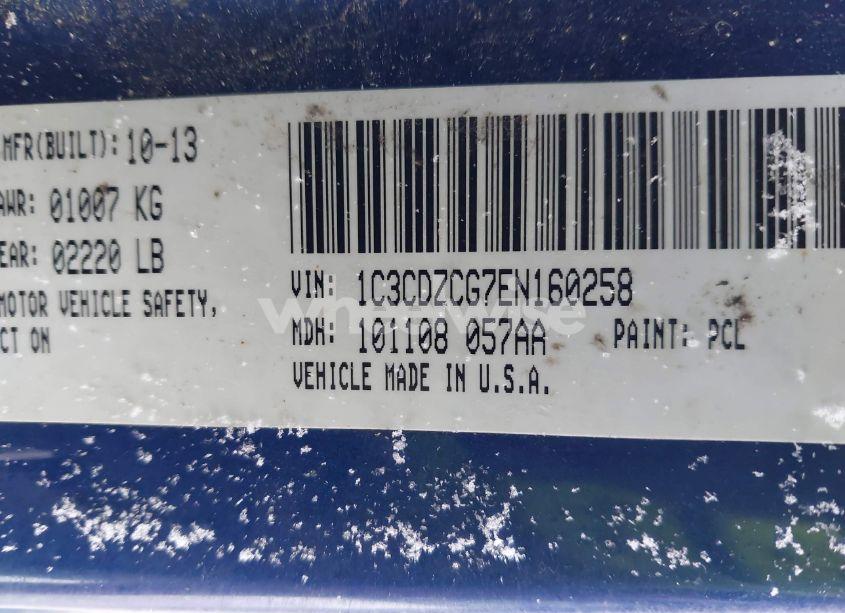 MFR(BUILT): 10-13
AWR: 01007 KG
EAR: 02220 LB
MOTOR VEHICLE SAFETY,
CT ON
VIN: 1C3CDZCG7EN160258
MDH: 101108 057AA PAINT: PCL
VEHICLE MADE IN U.S.A.
wheelwise